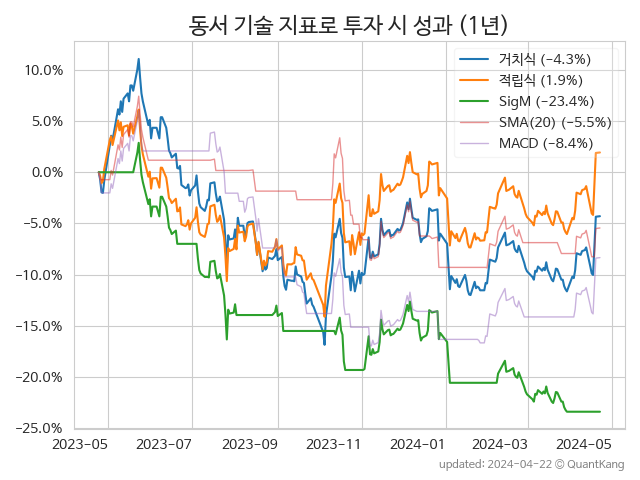 동서 기술 지표로 투자 시 성과 (1년)
거치식 (−4.3%)
적립식 (1.9%)
SigM (−23.4%)
SMA(20) (−5.5%)
MACD (−8.4%)
10.0%
5.0%
0.0%
−5.0%
−10.0%
−15.0%
−20.0%
−25.0%
2023−05 2023−07 2023−09 2023−11 2024−01 2024−03 2024−05
updated: 2024−04−22 © QuantKang